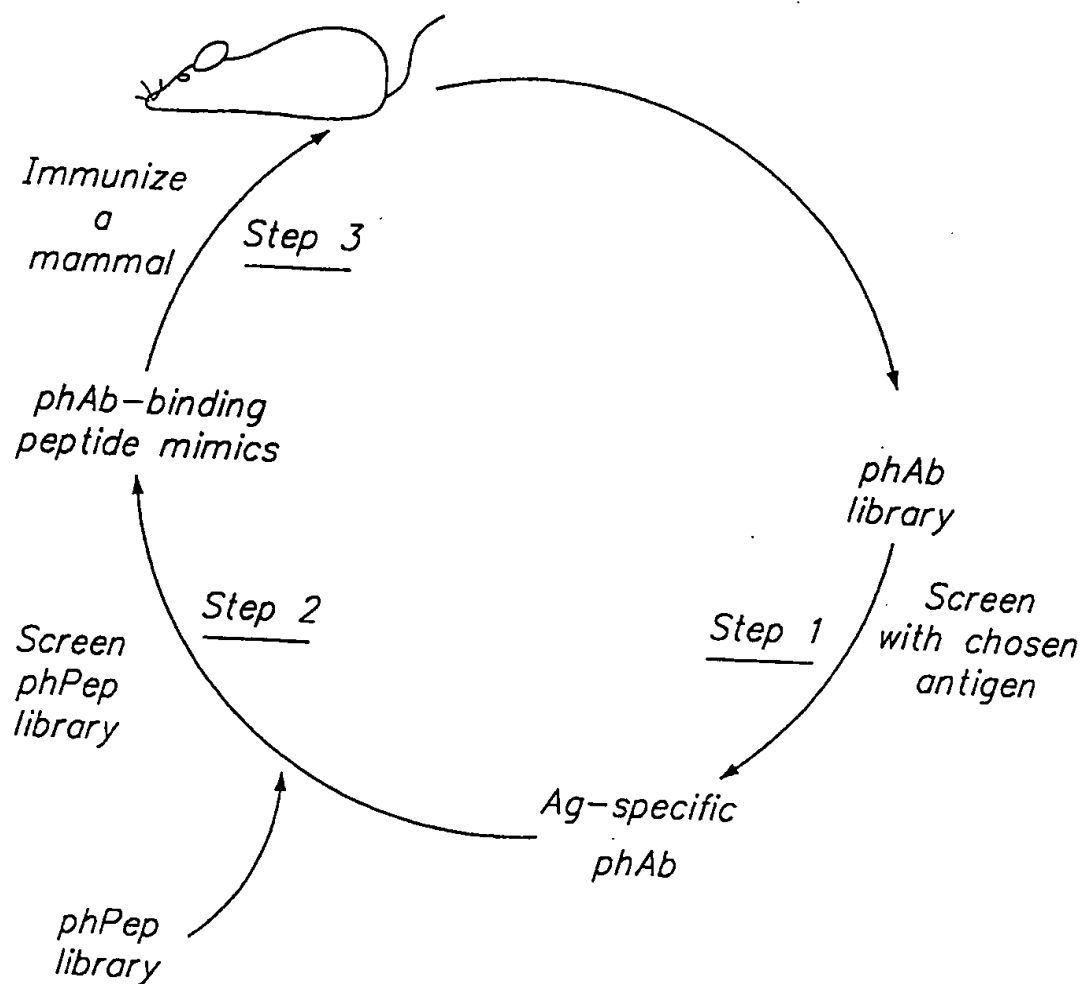 Immunize
a
mammal
Step 3
phAb-binding
peptide mimics
phAb
library
Step 2
Step 1
Screen
with chosen
antigen
Screen
phPep
library
Ag-specific
phAb
phPep
library